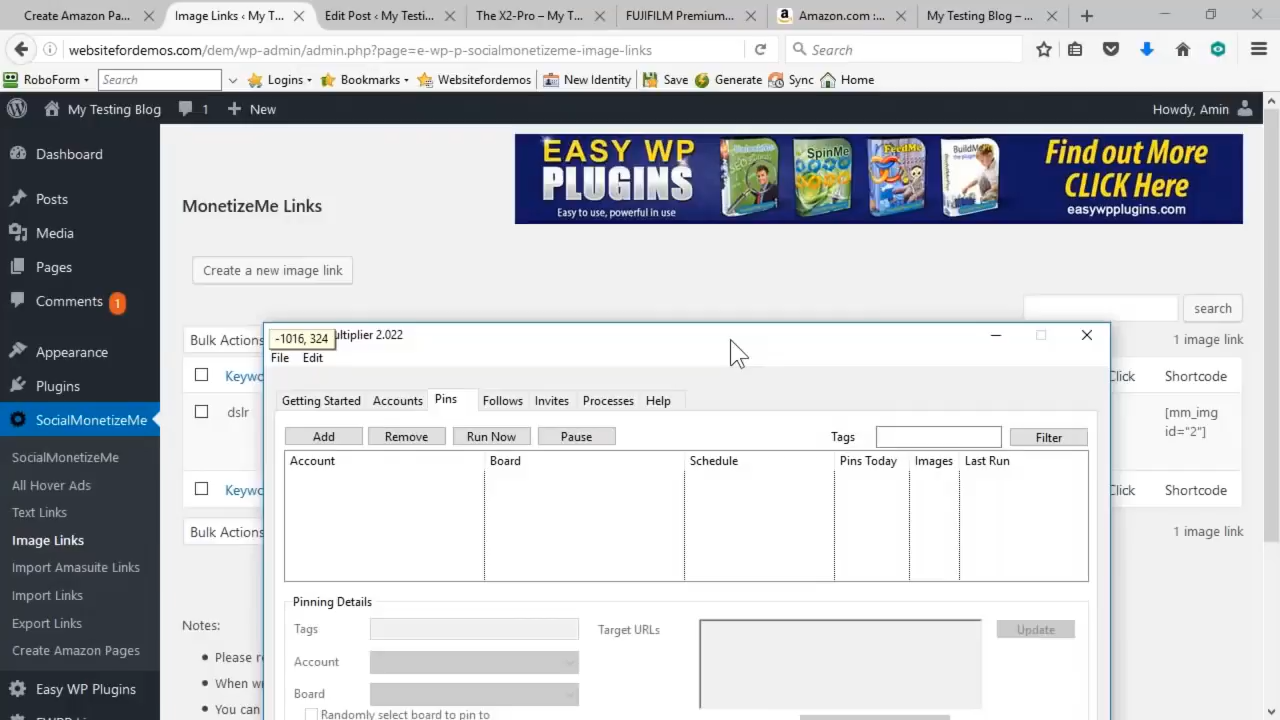 Create Amazon Pa...
Image Links ‹ My T...
Edit Post ‹ My Testi...
The X2-Pro – My T...
FUJIFILM Premium...
Amazon.com :...
My Testing Blog –...
websitefordemos.com/dem/wp-admin/admin.php?page=e-wp-p-socialmonetizeme-image-links
Search
RoboForm
Search
Logins
Bookmarks
Websitefordemos
New Identity
Save
Generate
Sync
Home
My Testing Blog
1
New
Howdy, Amin
Dashboard
Posts
Media
Pages
Comments 1
Appearance
Plugins
SocialMonetizeMe
SocialMonetizeMe
All Hover Ads
Text Links
Image Links
Import Amasuite Links
Import Links
Export Links
Create Amazon Pages
Easy WP Plugins
EASY WP
PLUGINS
Easy to use, powerful in use
SpinMe
FeedMe
BuildMe
Find out More
CLICK Here
easywpplugins.com
MonetizeMe Links
Create a new image link
search
Bulk Actions
1 image link
Click
Shortcode
dslr
[mm_img
id="2"]
Click
Shortcode
Bulk Actions
1 image link
Notes:
Please
When
You can
-1016, 324
ultiplier 2.022
File
Edit
Getting Started
Accounts
Pins
Follows
Invites
Processes
Help
Add
Remove
Run Now
Pause
Tags
Filter
Account
Board
Schedule
Pins Today
Images
Last Run
Pinning Details
Tags
Target URLs
Update
Account
Board
Randomly select board to pin to